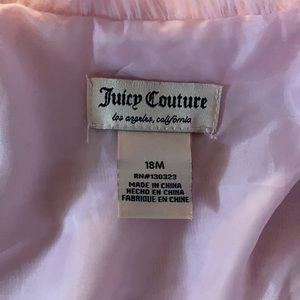 Juicy Couture
los angeles, california
18M
RN#130323
MADE IN CHINA
HECHO EN CHINA
FABRIQUE EN CHINE